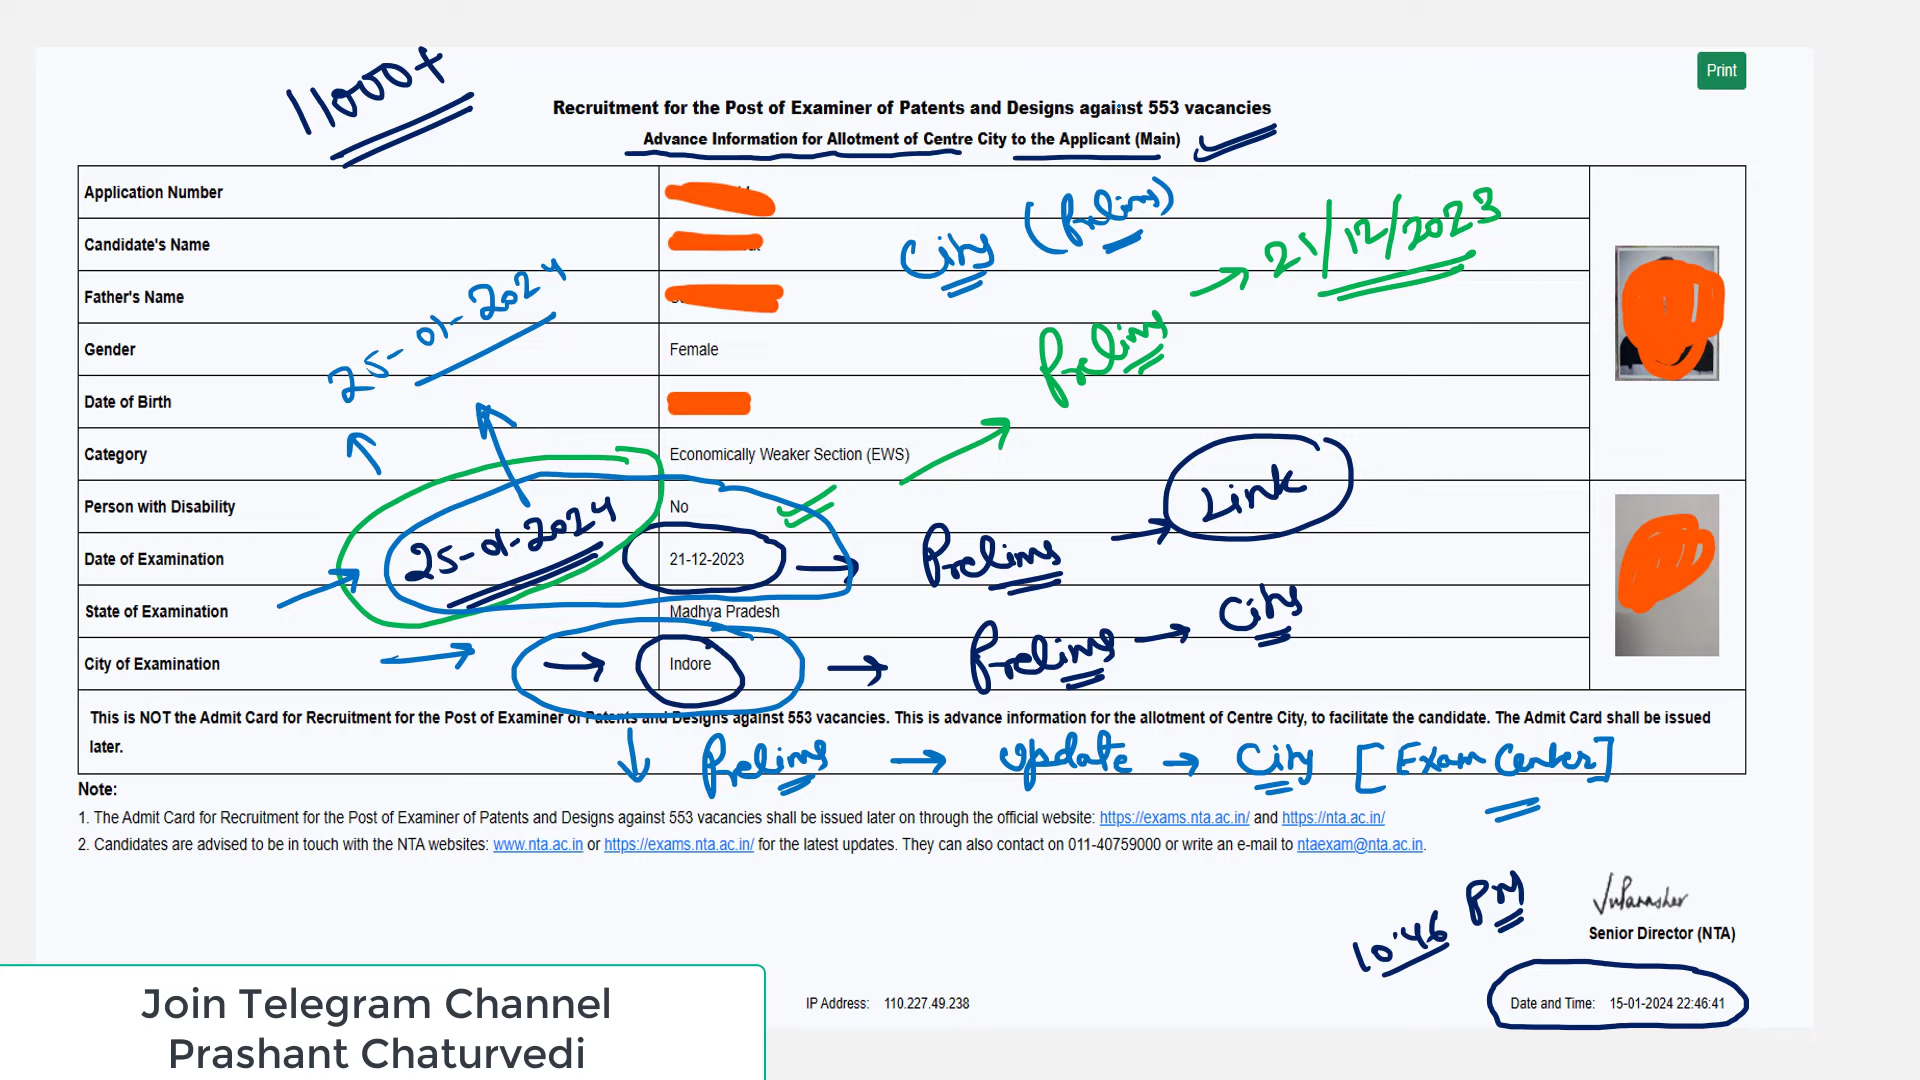 11000+
Print
Recruitment for the Post of Examiner of Patents and Designs against 553 vacancies
Advance Information for Allotment of Centre City to the Applicant (Main)
Application Number
City (Prelims)
21/12/2023
Candidate's Name
25-01-2024
Father's Name
Prelims
Gender Female
Date of Birth
Category Economically Weaker Section (EWS)
Link
Person with Disability No
25-01-2024
Date of Examination 21-12-2023 Prelims
State of Examination Madhya Pradesh
City of Examination Indore Prelims City
This is NOT the Admit Card for Recruitment for the Post of Examiner of Patents and Designs against 553 vacancies. This is advance information for the allotment of Centre City, to facilitate the candidate. The Admit Card shall be issued
later.
Prelims Update City [Exam Center]
Note:
1. The Admit Card for Recruitment for the Post of Examiner of Patents and Designs against 553 vacancies shall be issued later on through the official website: https://exams.nta.ac.in/ and https://nta.ac.in/
2. Candidates are advised to be in touch with the NTA websites: www.nta.ac.in or https://exams.nta.ac.in/ for the latest updates. They can also contact on 011-40759000 or write an e-mail to ntaexam@nta.ac.in.
10:46 PM
Senior Director (NTA)
IP Address: 110.227.49.238
Date and Time: 15-01-2024 22:46:41
Join Telegram Channel
Prashant Chaturvedi